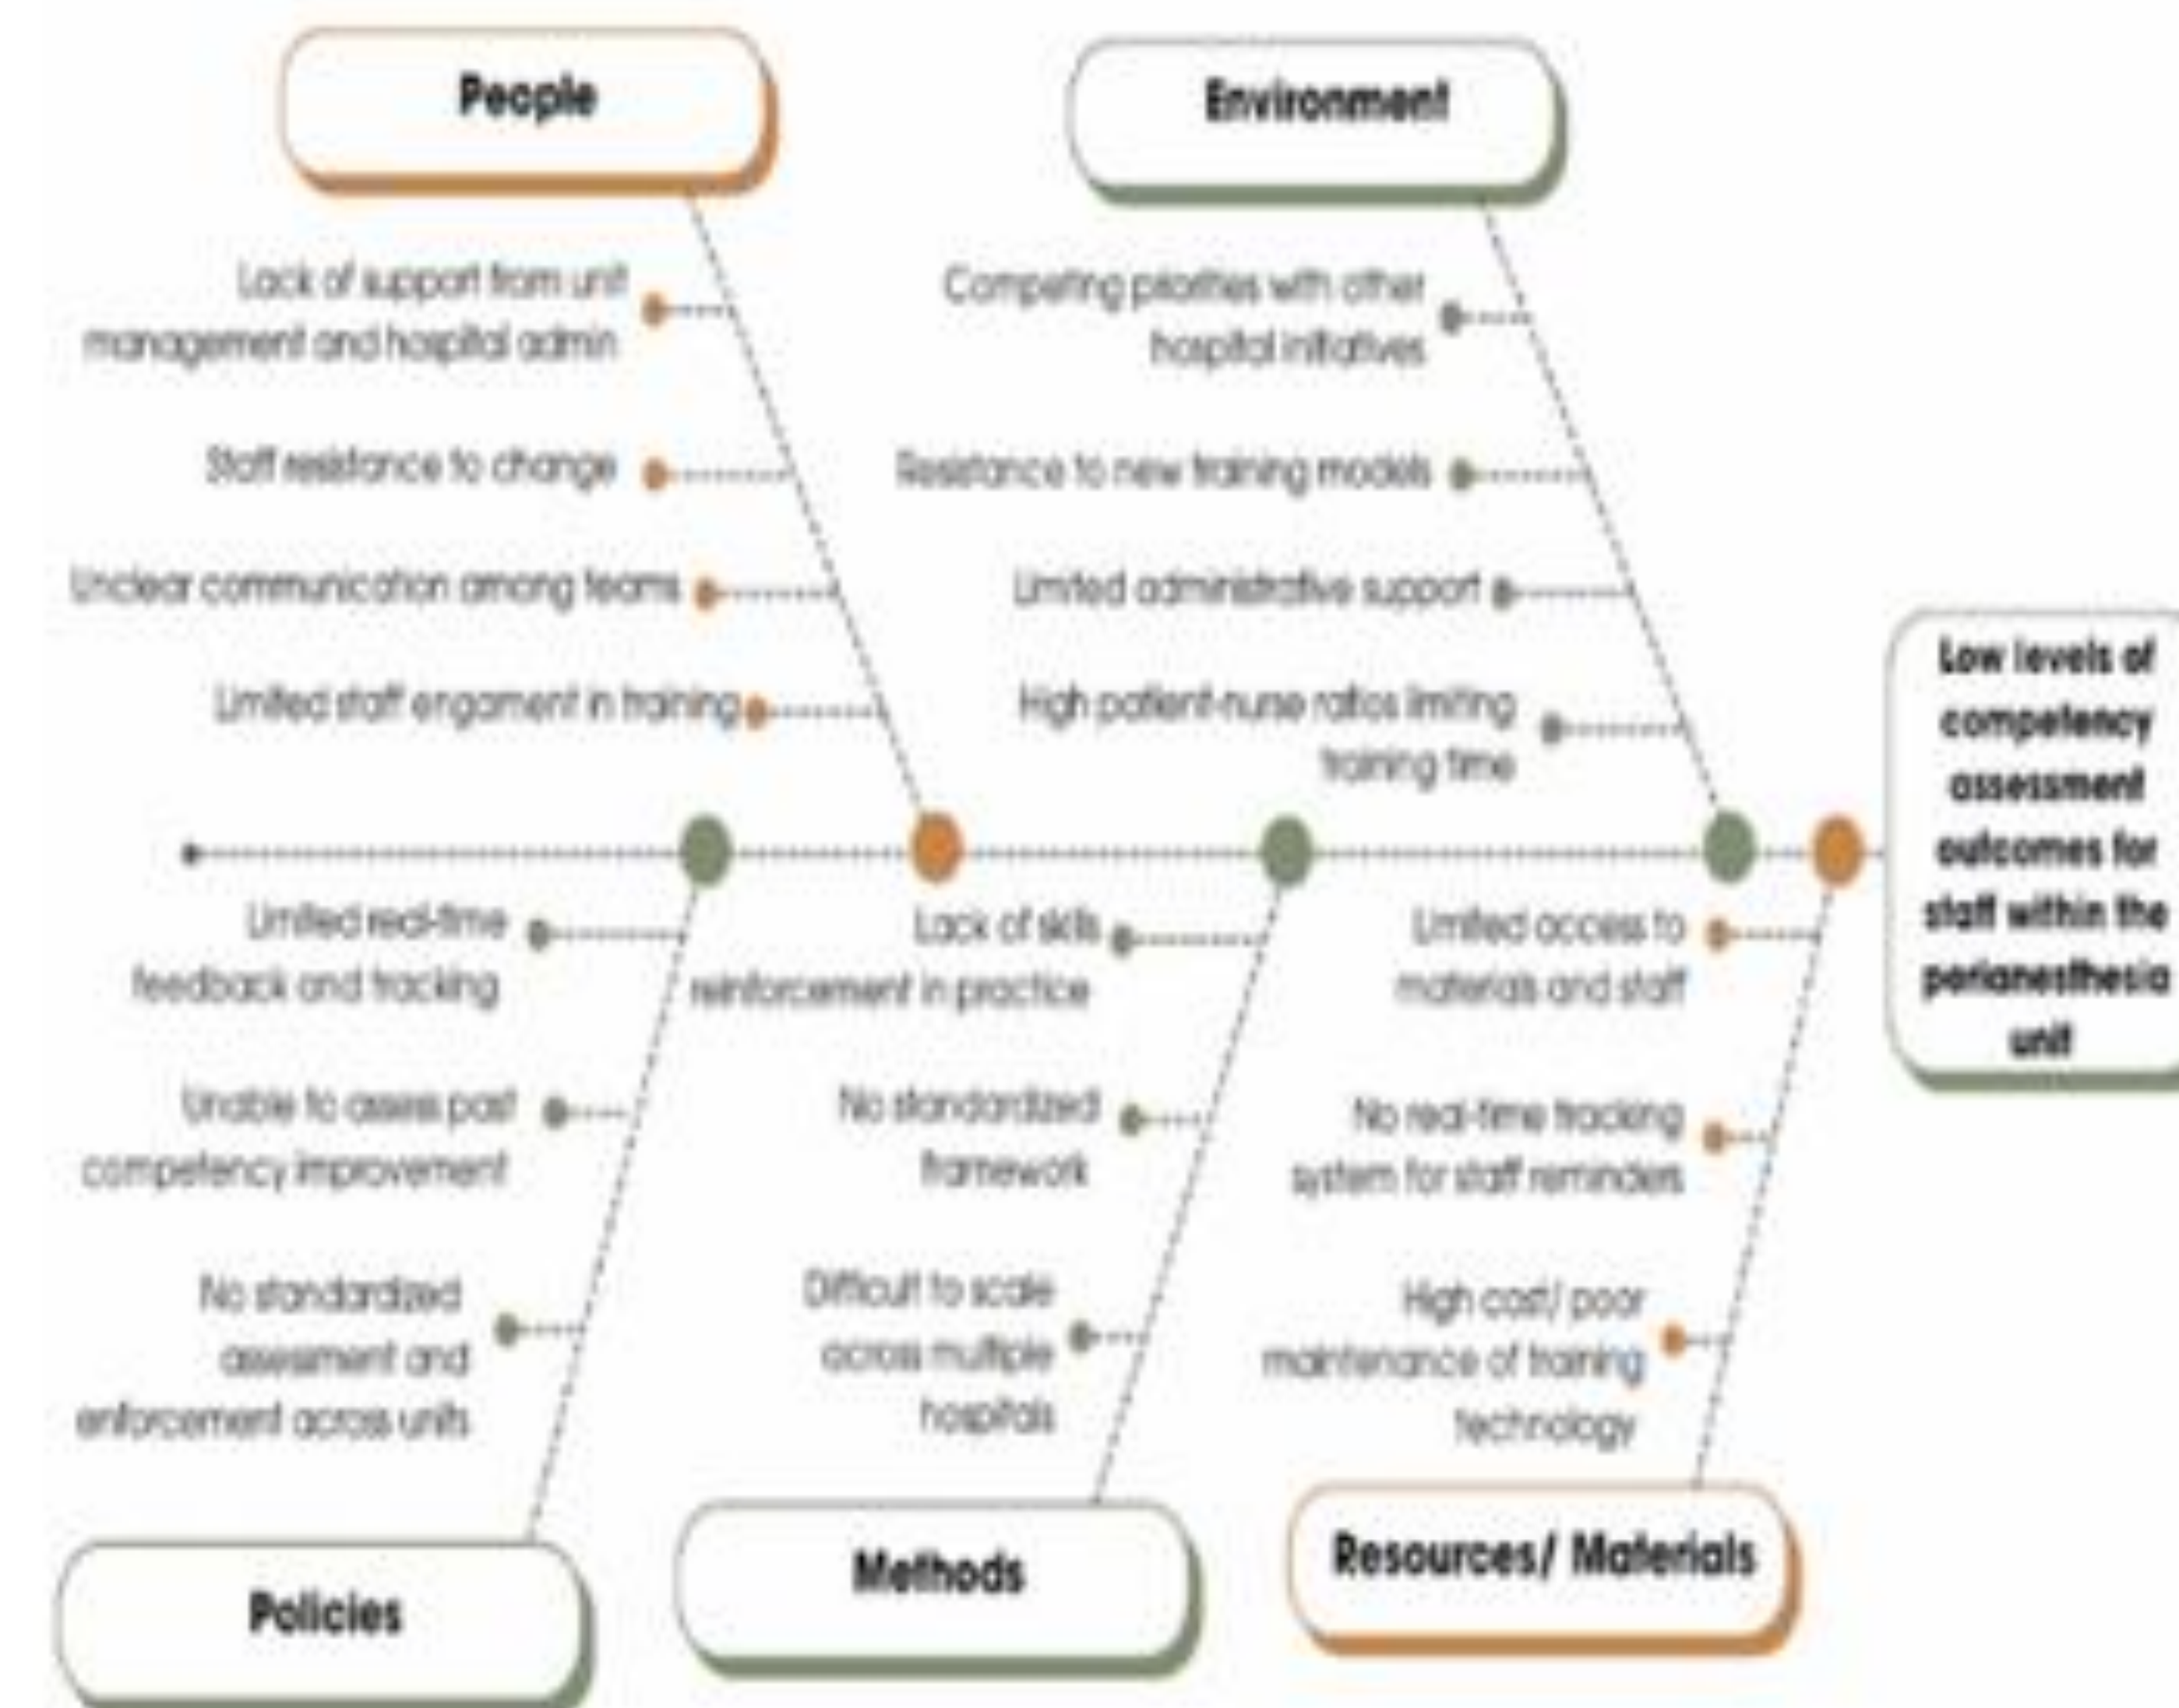 People
Environment
Lack of support from unit
management and hospital admin
Staff resistance to change
Unclear communication among teams
Limited staff engament in training
Competing priorities with other
hospital initiatives
Resistance to new training models
Limited administrative support
High patient-nurse ratios limiting
training time
Low levels of
competency
assessment
outcomes for
staff within the
perianesthesia
unit
Limited real-time
feedback and tracking
Unable to assess past
competency improvement
No standardized
assesment and
enforcement across units
Lack of skills
reinforcement in practice
No standardized
framework
Difficult to scale
across multiple
hospitals
Limited access to
materials and staff
No real-time tracking
system for staff reminders
High cost/ poor
maintenance of training
technology
Policies
Methods
Resources/ Materials